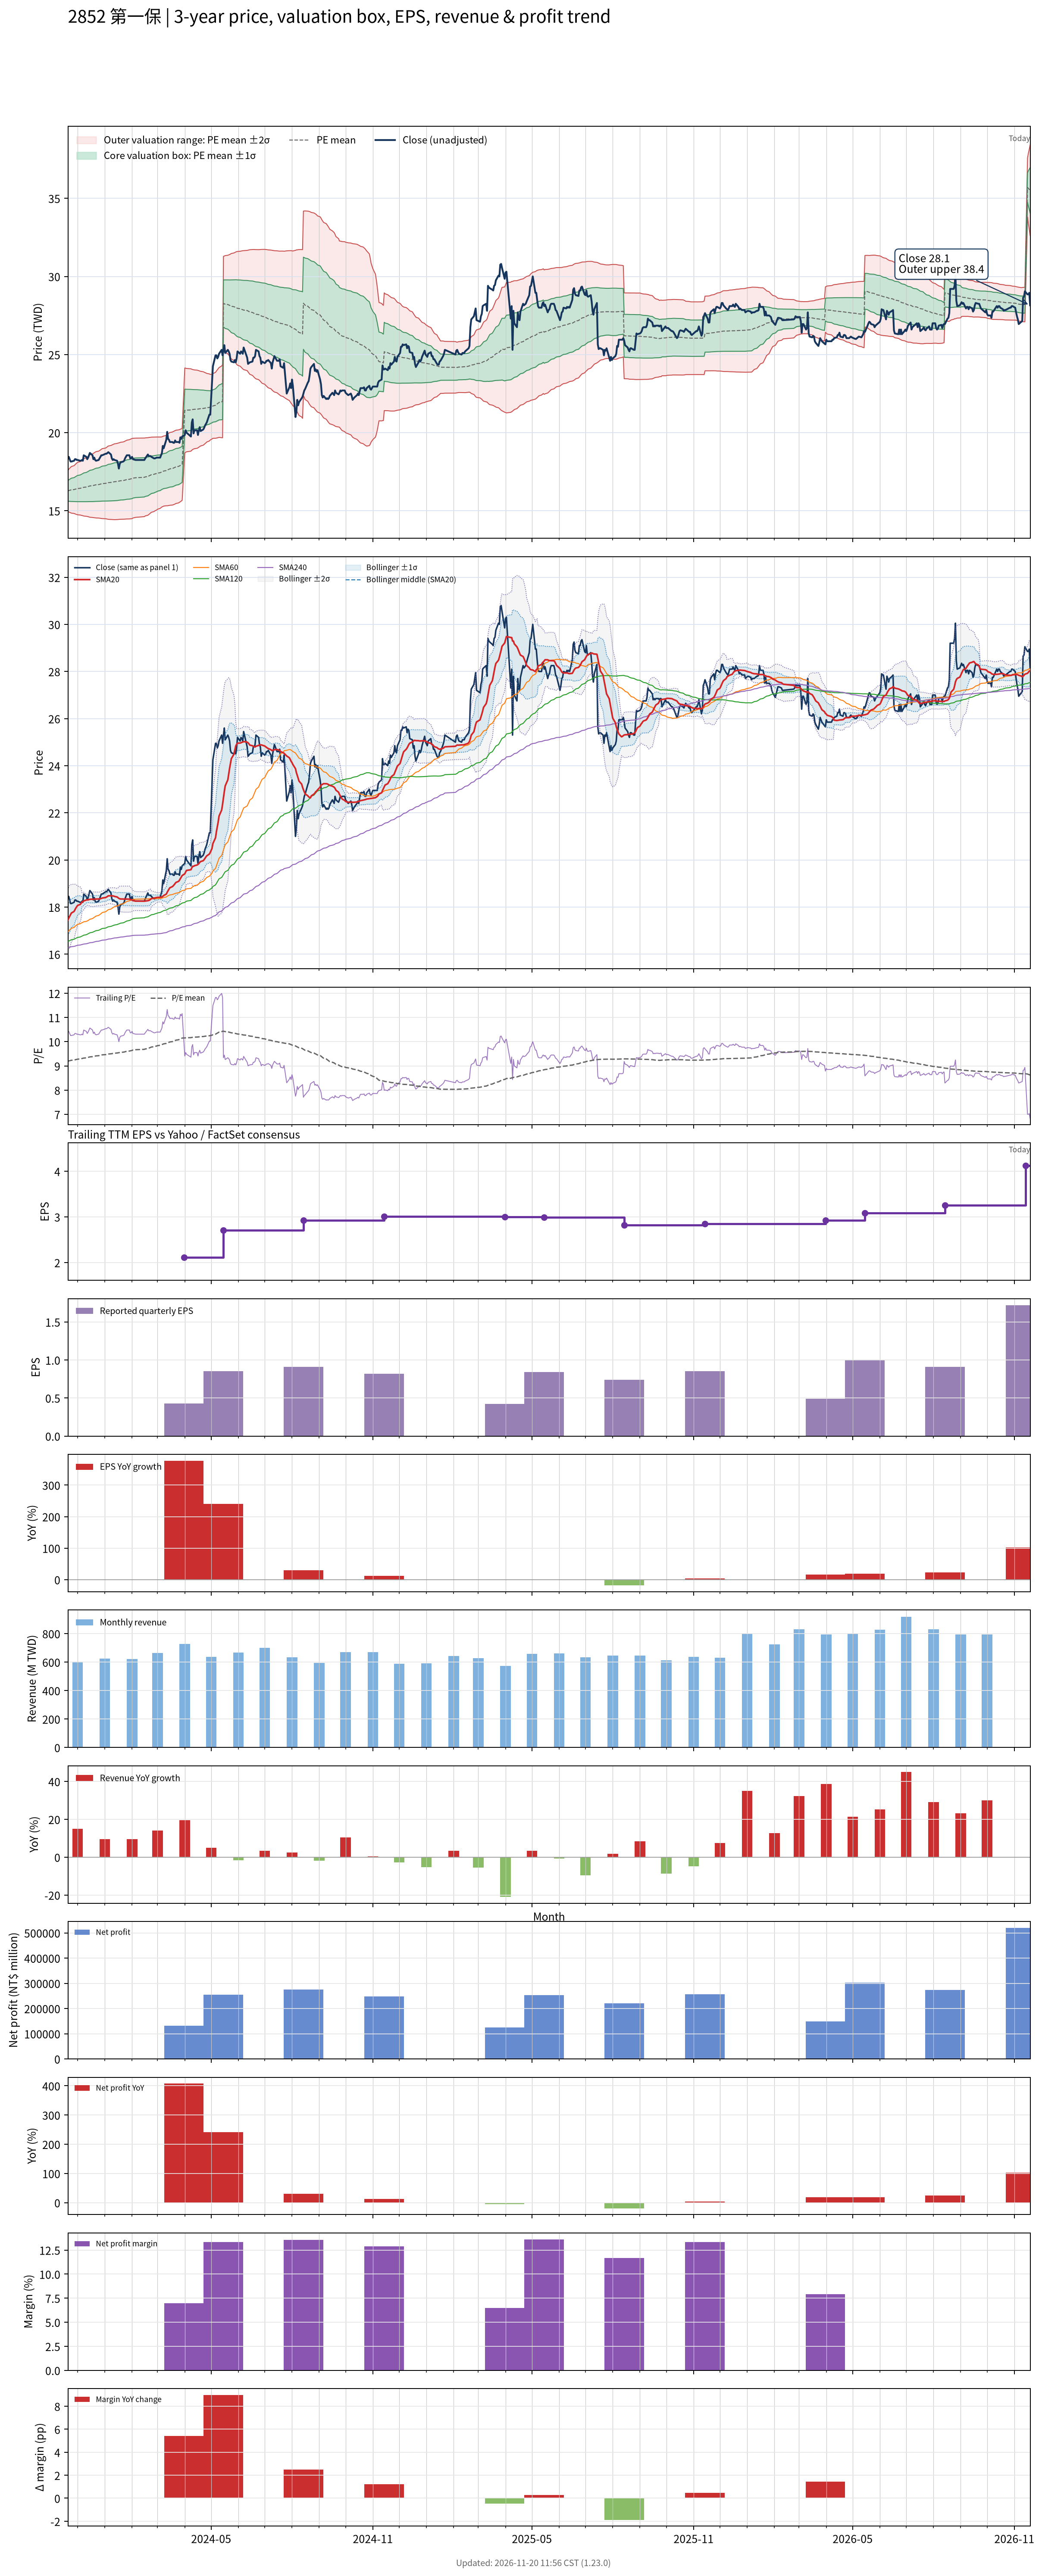 2852 第一保 | 3-year price, valuation box, EPS, revenue & profit trend
Outer valuation range: PE mean ±2σ
PE mean
Close (unadjusted)
Core valuation box: PE mean ±1σ
Today
Close 28.1
Outer upper 38.4
Price (TWD)
35
30
25
20
15
Close (same as panel 1)
SMA60
SMA240
Bollinger ±1σ
SMA20
SMA120
Bollinger ±2σ
Bollinger middle (SMA20)
Price
32
30
28
26
24
22
20
18
16
Trailing P/E
P/E mean
P/E
12
11
10
9
8
7
Trailing TTM EPS vs Yahoo / FactSet consensus
Today
EPS
4
3
2
Reported quarterly EPS
EPS
1.5
1.0
0.5
0.0
EPS YoY growth
YoY (%)
300
200
100
0
Monthly revenue
Revenue (M TWD)
800
600
400
200
0
Revenue YoY growth
YoY (%)
40
20
0
-20
Month
Net profit
Net profit (NT$ million)
500000
400000
300000
200000
100000
0
Net profit YoY
YoY (%)
400
300
200
100
0
Net profit margin
Margin (%)
12.5
10.0
7.5
5.0
2.5
0.0
Margin YoY change
Δ margin (pp)
8
6
4
2
0
-2
2024-05
2024-11
2025-05
2025-11
2026-05
2026-11
Updated: 2026-11-20 11:56 CST (1.23.0)